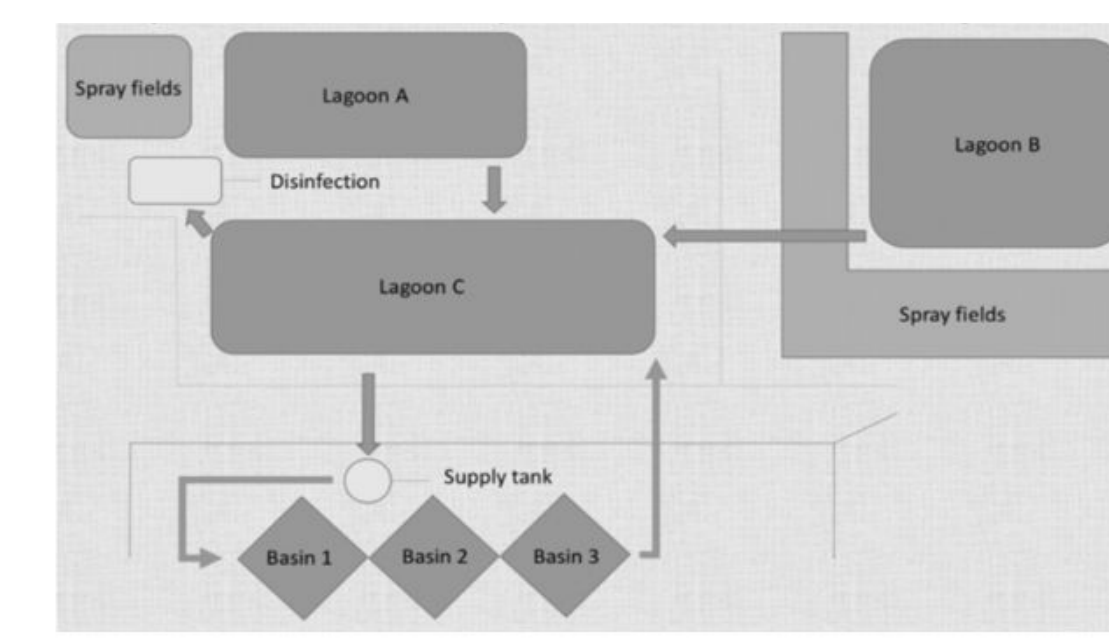 Spray fields
Lagoon A
Lagoon B
Disinfection
Lagoon C
Spray fields
Supply tank
Basin 1
Basin 2
Basin 3